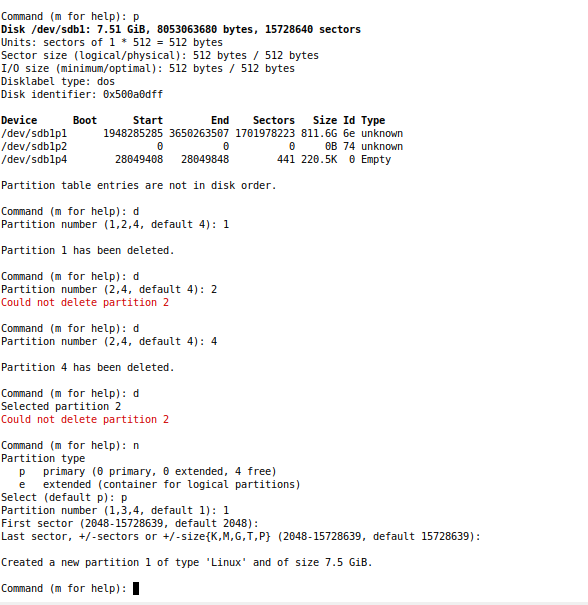 Command (m for help): p
Disk /dev/sdb1: 7.51 GiB, 8053063680 bytes, 15728640 sectors
Units: sectors of 1 * 512 = 512 bytes
Sector size (logical/physical): 512 bytes / 512 bytes
I/O size (minimum/optimal): 512 bytes / 512 bytes
Disklabel type: dos
Disk identifier: 0x500a0dff
Device      Boot      Start        End    Sectors   Size Id Type
/dev/sdb1p1      1948285285 3650263507 1701978223 811.6G 6e unknown
/dev/sdb1p2               0          0          0     0B 74 unknown
/dev/sdb1p4        28049408   28049848        441 220.5K  0 Empty
Partition table entries are not in disk order.
Command (m for help): d
Partition number (1,2,4, default 4): 1
Partition 1 has been deleted.
Command (m for help): d
Partition number (2,4, default 4): 2
Could not delete partition 2
Command (m for help): d
Partition number (2,4, default 4): 4
Partition 4 has been deleted.
Command (m for help): d
Selected partition 2
Could not delete partition 2
Command (m for help): n
Partition type
   p   primary (0 primary, 0 extended, 4 free)
   e   extended (container for logical partitions)
Select (default p): p
Partition number (1,3,4, default 1): 1
First sector (2048-15728639, default 2048):
Last sector, +/-sectors or +/-size{K,M,G,T,P} (2048-15728639, default 15728639):
Created a new partition 1 of type 'Linux' and of size 7.5 GiB.
Command (m for help):